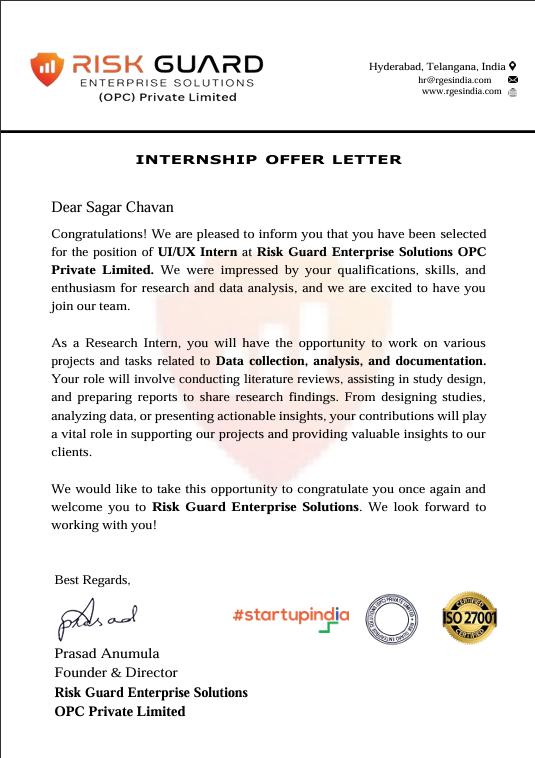 RISK GUARD
ENTERPRISE SOLUTIONS
(OPC) Private Limited
Hyderabad, Telangana, India
hr@rgesindia.com
www.rgesindia.com
INTERNSHIP OFFER LETTER
Dear Sagar Chavan
Congratulations! We are pleased to inform you that you have been selected
for the position of UI/UX Intern at Risk Guard Enterprise Solutions OPC
Private Limited. We were impressed by your qualifications, skills, and
enthusiasm for research and data analysis, and we are excited to have you
join our team.
As a Research Intern, you will have the opportunity to work on various
projects and tasks related to Data collection, analysis, and documentation.
Your role will involve conducting literature reviews, assisting in study design,
and preparing reports to share research findings. From designing studies,
analyzing data, or presenting actionable insights, your contributions will play
a vital role in supporting our projects and providing valuable insights to our
clients.
We would like to take this opportunity to congratulate you once again and
welcome you to Risk Guard Enterprise Solutions. We look forward to
working with you!
Best Regards,
Prasad
#startupindia
CERTIFIED
ISO 27001
CERTIFIED
Prasad Anumula
Founder & Director
Risk Guard Enterprise Solutions
OPC Private Limited